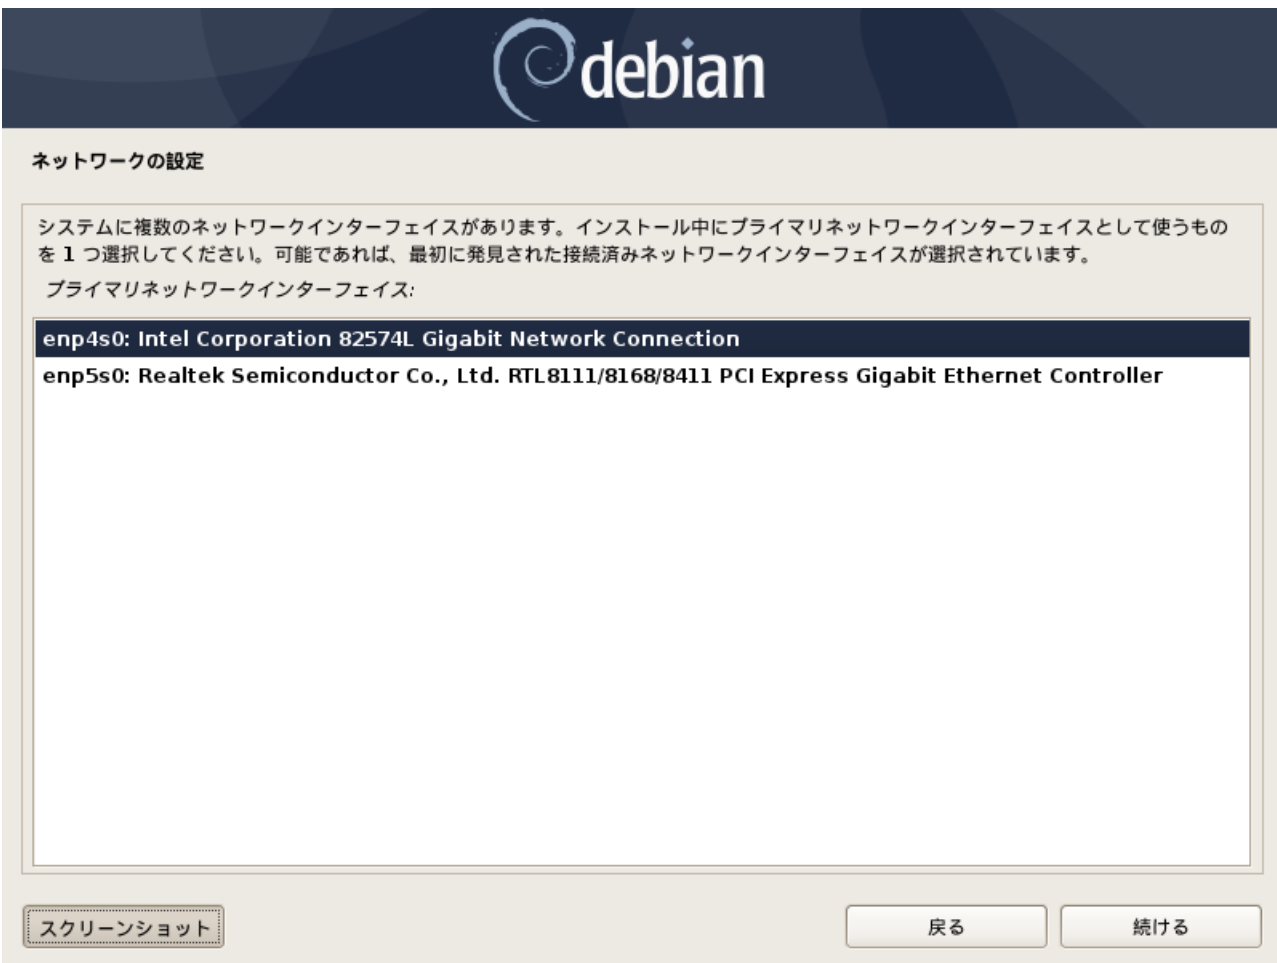 debian
ネットワークの設定
システムに複数のネットワークインターフェイスがあります。インストール中にプライマリネットワークインターフェイスとして使うもの
を 1 つ選択してください。可能であれば、最初に発見された接続済みネットワークインターフェイスが選択されています。
プライマリネットワークインターフェイス:
enp4s0: Intel Corporation 82574L Gigabit Network Connection
enp5s0: Realtek Semiconductor Co., Ltd. RTL8111/8168/8411 PCI Express Gigabit Ethernet Controller
スクリーンショット
戻る
続ける